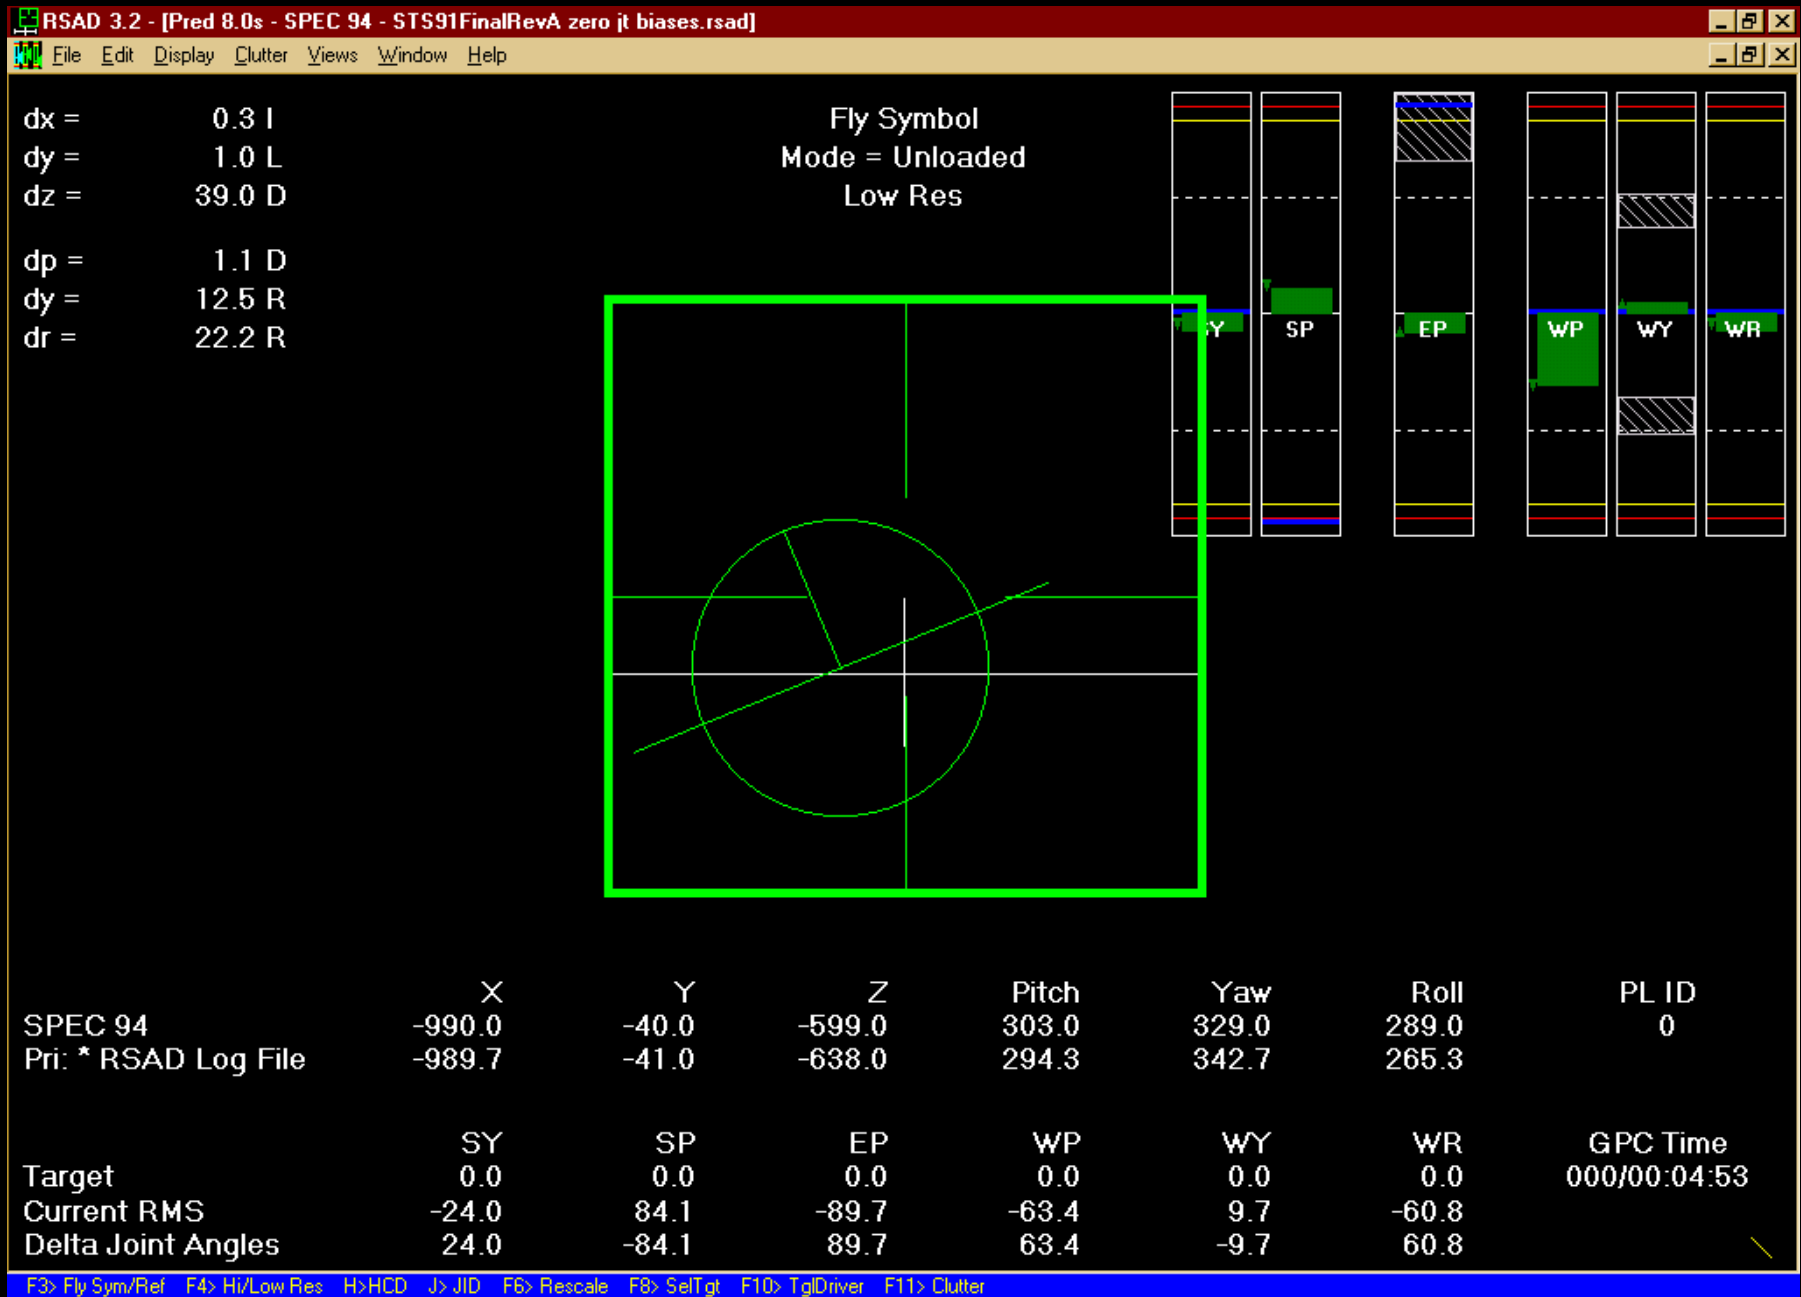 RSAD 3.2 - [Pred 8.0s - SPEC 94 - STS91FinalRevA zero jt biases.rsad]
File Edit Display Clutter Views Window Help
dx = 0.3 I
dy = 1.0 L
dz = 39.0 D
dp = 1.1 D
dy = 12.5 R
dr = 22.2 R
Fly Symbol
Mode = Unloaded
Low Res
SY SP EP WP WY WR
X Y Z Pitch Yaw Roll PL ID
SPEC 94 -990.0 -40.0 -599.0 303.0 329.0 289.0 0
Pri: * RSAD Log File -989.7 -41.0 -638.0 294.3 342.7 265.3
SY SP EP WP WY WR GPC Time
Target 0.0 0.0 0.0 0.0 0.0 0.0 000/00:04:53
Current RMS -24.0 84.1 -89.7 -63.4 9.7 -60.8
Delta Joint Angles 24.0 -84.1 89.7 63.4 -9.7 60.8
F3> Fly Sym/Ref F4> Hi/Low Res H>HCD J> JID F6> Rescale F8> SelTgt F10> TglDriver F11> Clutter